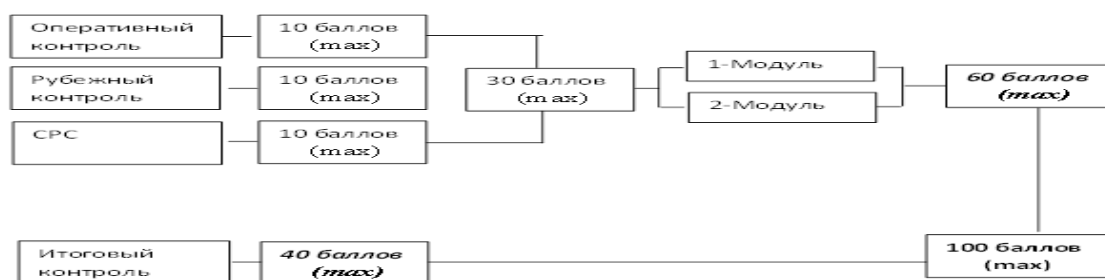 Оперативный
контроль
10 баллов
(max)
Рубежный
контроль
10 баллов
(max)
СРС
10 баллов
(max)
30 баллов
(max)
1-Модуль
2-Модуль
60 баллов
(max)
Итоговый
контроль
40 баллов
(max)
100 баллов
(max)